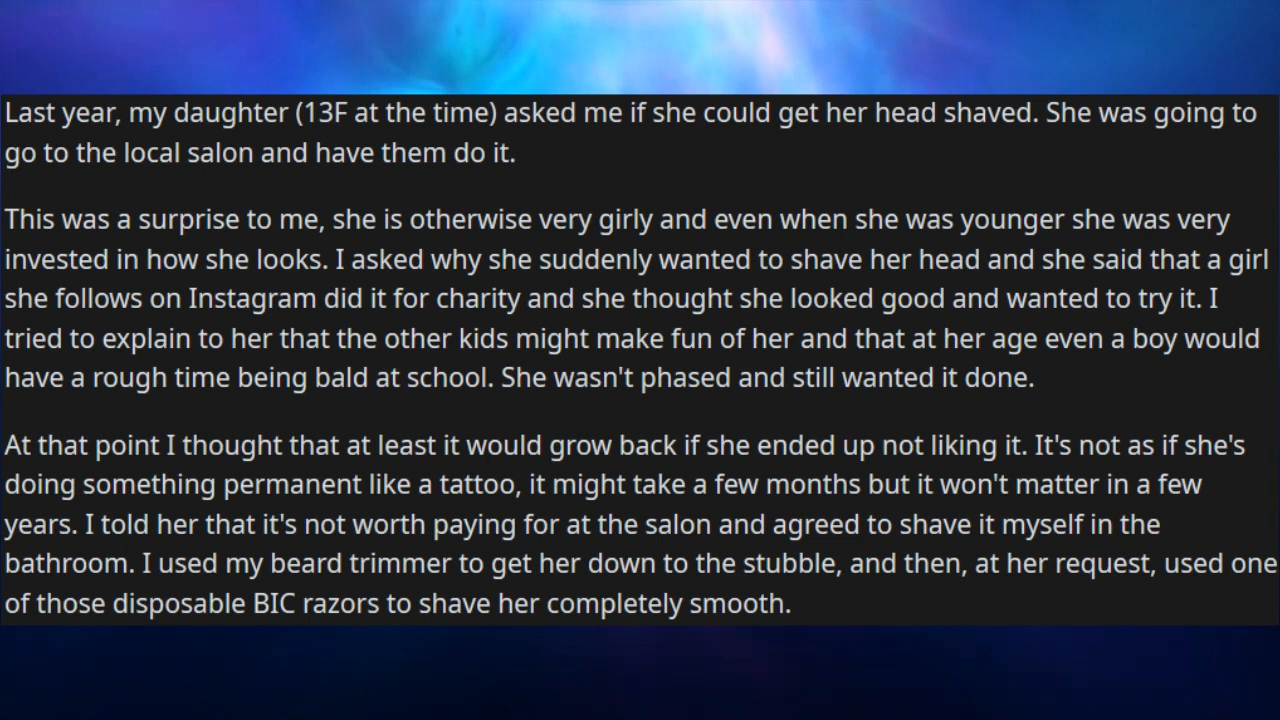 Last year, my daughter (13F at the time) asked me if she could get her head shaved. She was going to
go to the local salon and have them do it.
This was a surprise to me, she is otherwise very girly and even when she was younger she was very
invested in how she looks. I asked why she suddenly wanted to shave her head and she said that a girl
she follows on Instagram did it for charity and she thought she looked good and wanted to try it. I
tried to explain to her that the other kids might make fun of her and that at her age even a boy would
have a rough time being bald at school. She wasn't phased and still wanted it done.
At that point I thought that at least it would grow back if she ended up not liking it. It's not as if she's
doing something permanent like a tattoo, it might take a few months but it won't matter in a few
years. I told her that it's not worth paying for at the salon and agreed to shave it myself in the
bathroom. I used my beard trimmer to get her down to the stubble, and then, at her request, used one
of those disposable BIC razors to shave her completely smooth.